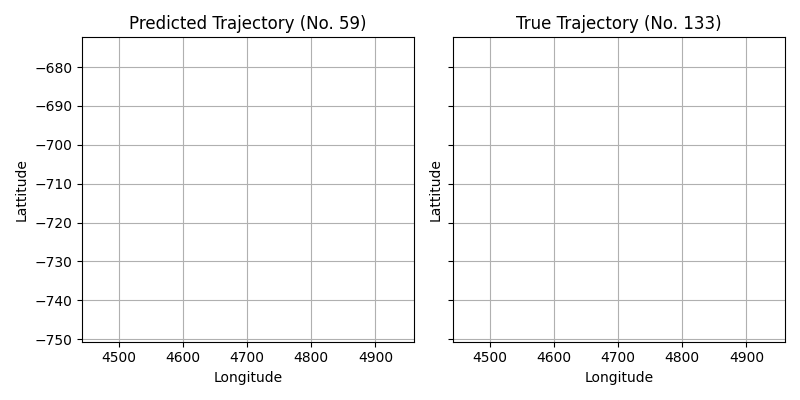 Predicted Trajectory (No. 59)
True Trajectory (No. 133)
Lattitude
−680
−690
−700
−710
−720
−730
−740
−750
4500 4600 4700 4800 4900
Longitude
Lattitude
4500 4600 4700 4800 4900
Longitude